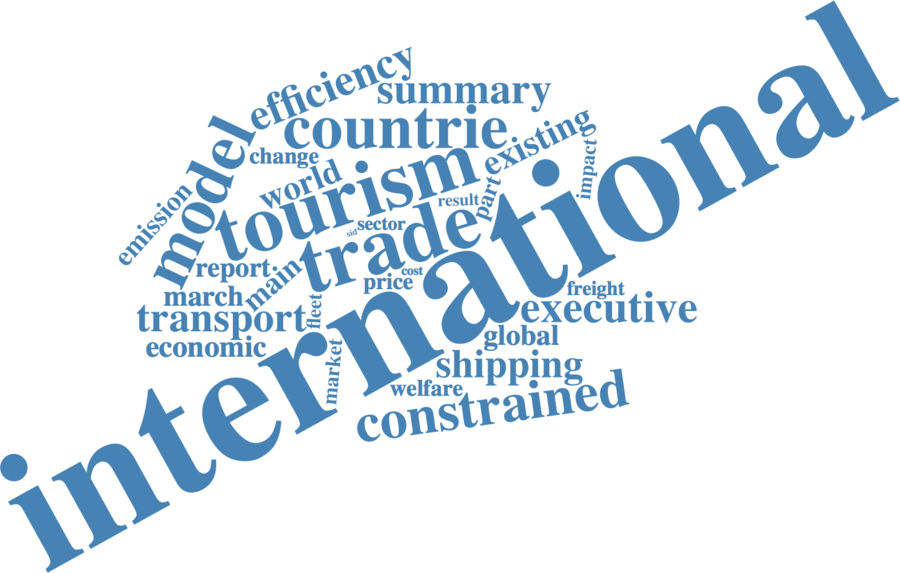 efficiency
summary
countrie
model
change
existing
world
tourism
impact
emission
result
part
sector
sid
trade
report
main
cost
price
march
fleet
freight
transport
executive
economic
global
market
shipping
welfare
constrained
international